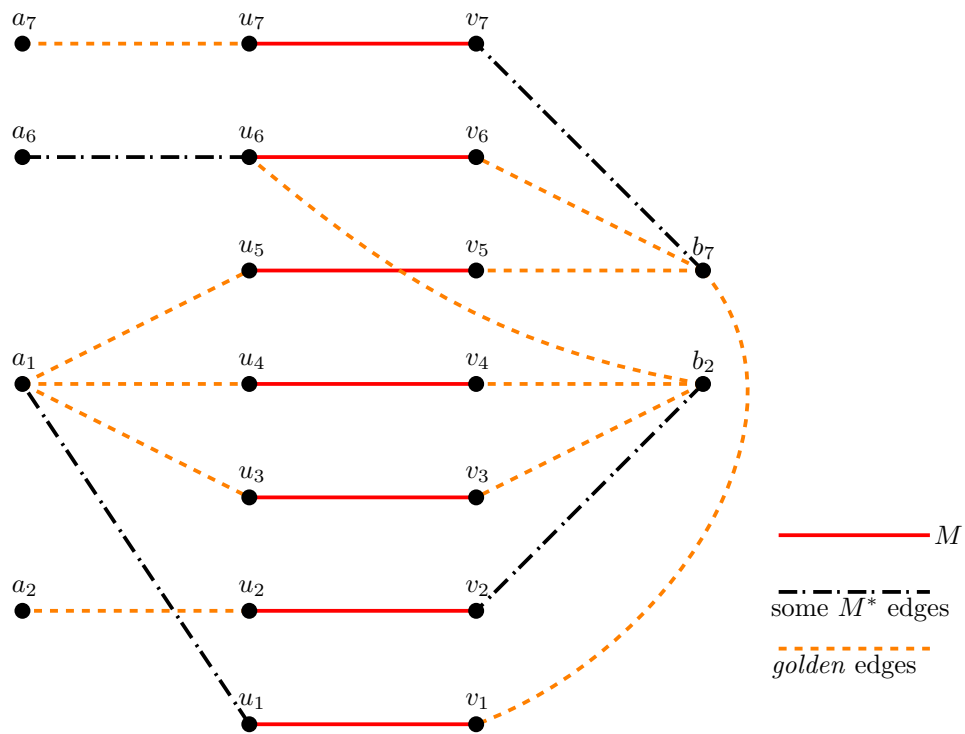 a₇ u₇ v₇
a₆ u₆ v₆
u₅ v₅ b₇
a₁ u₄ v₄ b₂
u₃ v₃
M
a₂ u₂ v₂
some M* edges
golden edges
u₁ v₁